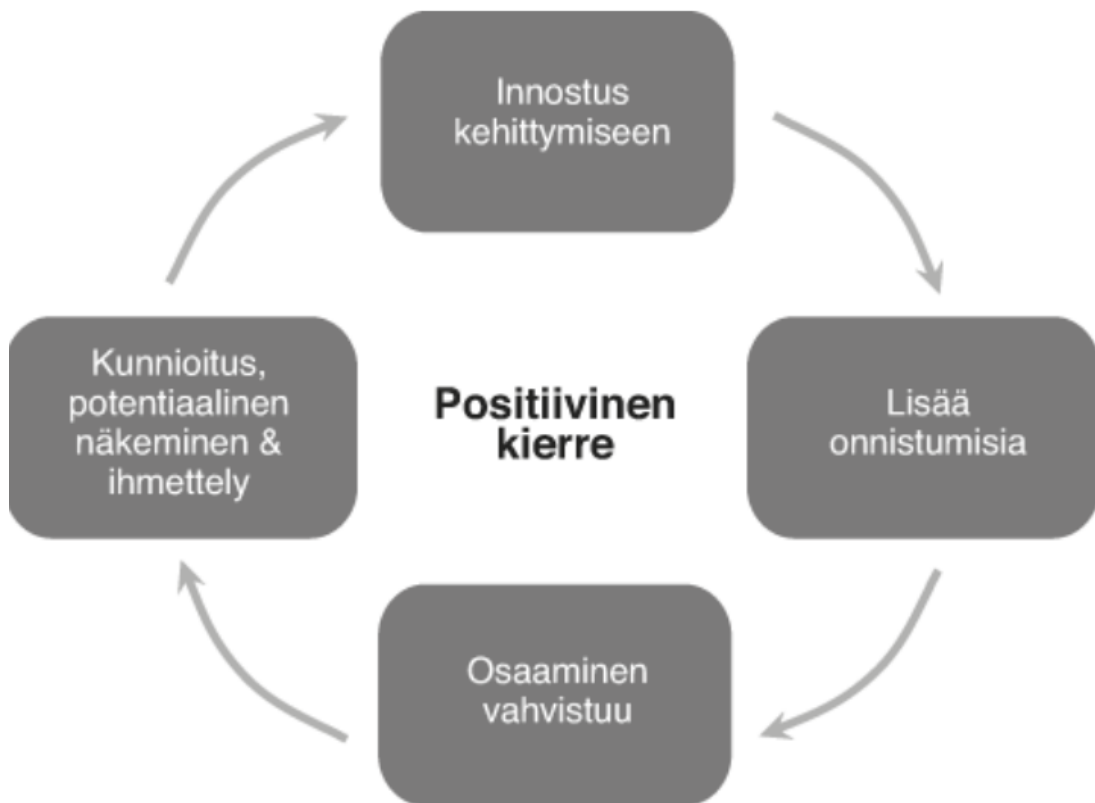 Innostus
kehittymiseen
Kunnioitus,
potentiaalinen
näkeminen &
ihmettely
Positiivinen
kierre
Lisää
onnistumisia
Osaaminen
vahvistuu